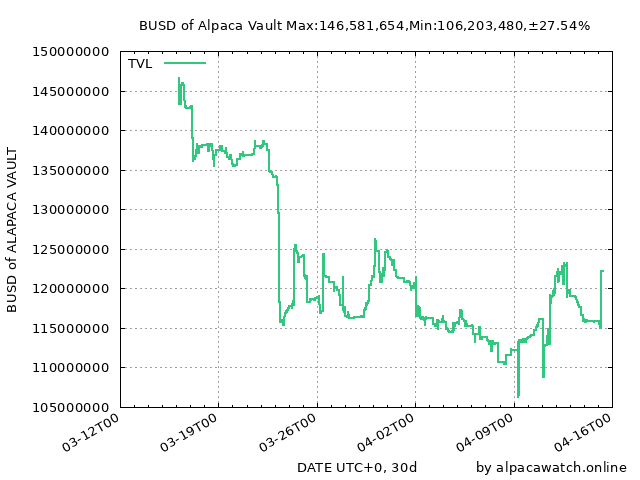 BUSD of Alpaca Vault Max:146,581,654,Min:106,203,480,±27.54%
TVL
150000000
145000000
140000000
135000000
130000000
125000000
120000000
115000000
110000000
105000000
BUSD of ALAPACA VAULT
03-12T00
03-19T00
03-26T00
04-02T00
04-09T00
04-16T00
DATE UTC+0, 30d
by alpacawatch.online